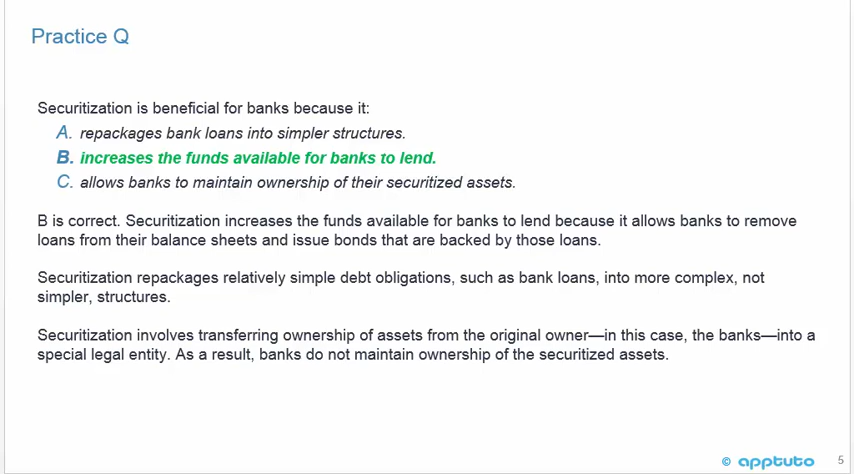 Practice Q
Securitization is beneficial for banks because it:
A. repackages bank loans into simpler structures.
B. increases the funds available for banks to lend.
C. allows banks to maintain ownership of their securitized assets.
B is correct. Securitization increases the funds available for banks to lend because it allows banks to remove
loans from their balance sheets and issue bonds that are backed by those loans.
Securitization repackages relatively simple debt obligations, such as bank loans, into more complex, not
simpler, structures.
Securitization involves transferring ownership of assets from the original owner—in this case, the banks—into a
special legal entity. As a result, banks do not maintain ownership of the securitized assets.
© apptuto 5